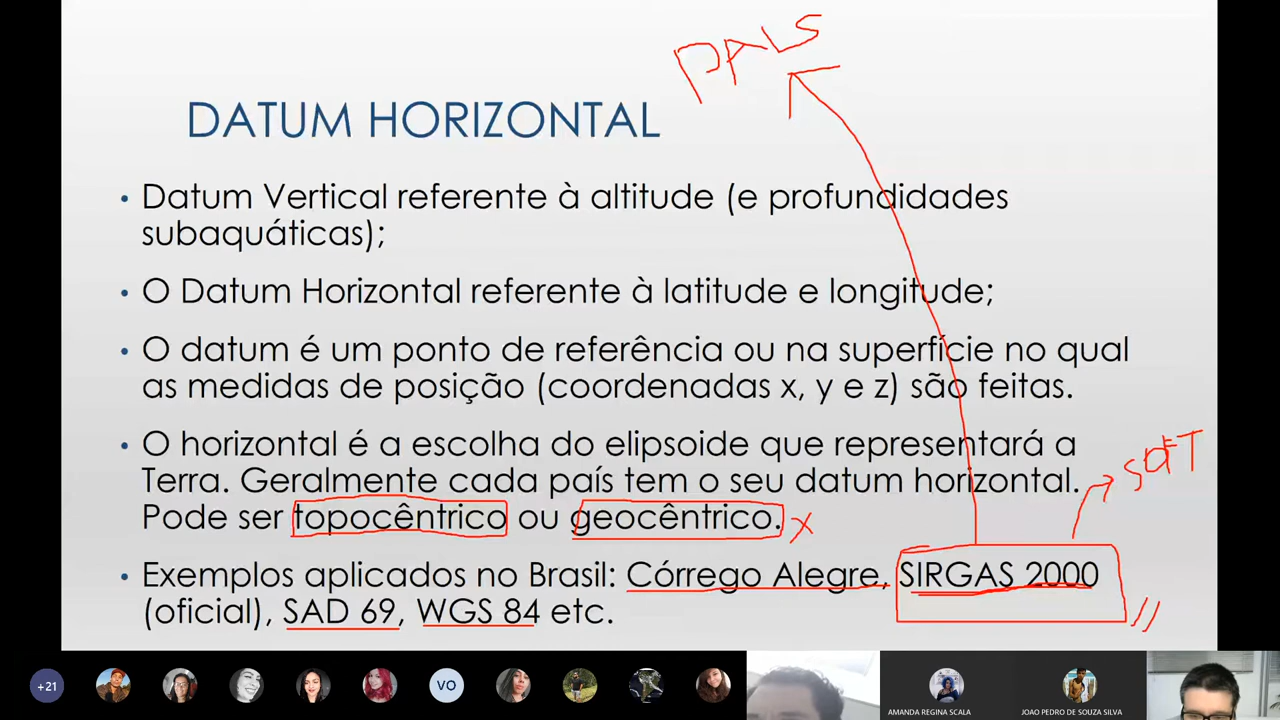 PAIS
DATUM HORIZONTAL
• Datum Vertical referente à altitude (e profundidades
subaquáticas);
• O Datum Horizontal referente à latitude e longitude;
• O datum é um ponto de referência ou na superfície no qual
as medidas de posição (coordenadas x, y e z) são feitas.
• O horizontal é a escolha do elipsoide que representará a
Terra. Geralmente cada país tem o seu datum horizontal.
Pode ser topocêntrico ou geocêntrico. X
• Exemplos aplicados no Brasil: Córrego Alegre, SIRGAS 2000
(oficial), SAD 69, WGS 84 etc.
+21
VO
AMANDA REGINA SCALA
JOAO PEDRO DE SOUZA SILVA